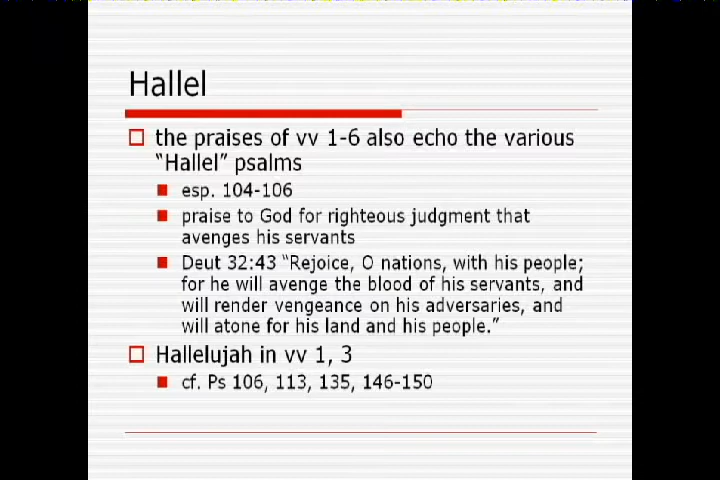 Hallel
the praises of vv 1-6 also echo the various
“Hallel” psalms
esp. 104-106
praise to God for righteous judgment that
avenges his servants
Deut 32:43 “Rejoice, O nations, with his people;
for he will avenge the blood of his servants, and
will render vengeance on his adversaries, and
will atone for his land and his people.”
Hallelujah in vv 1, 3
cf. Ps 106, 113, 135, 146-150